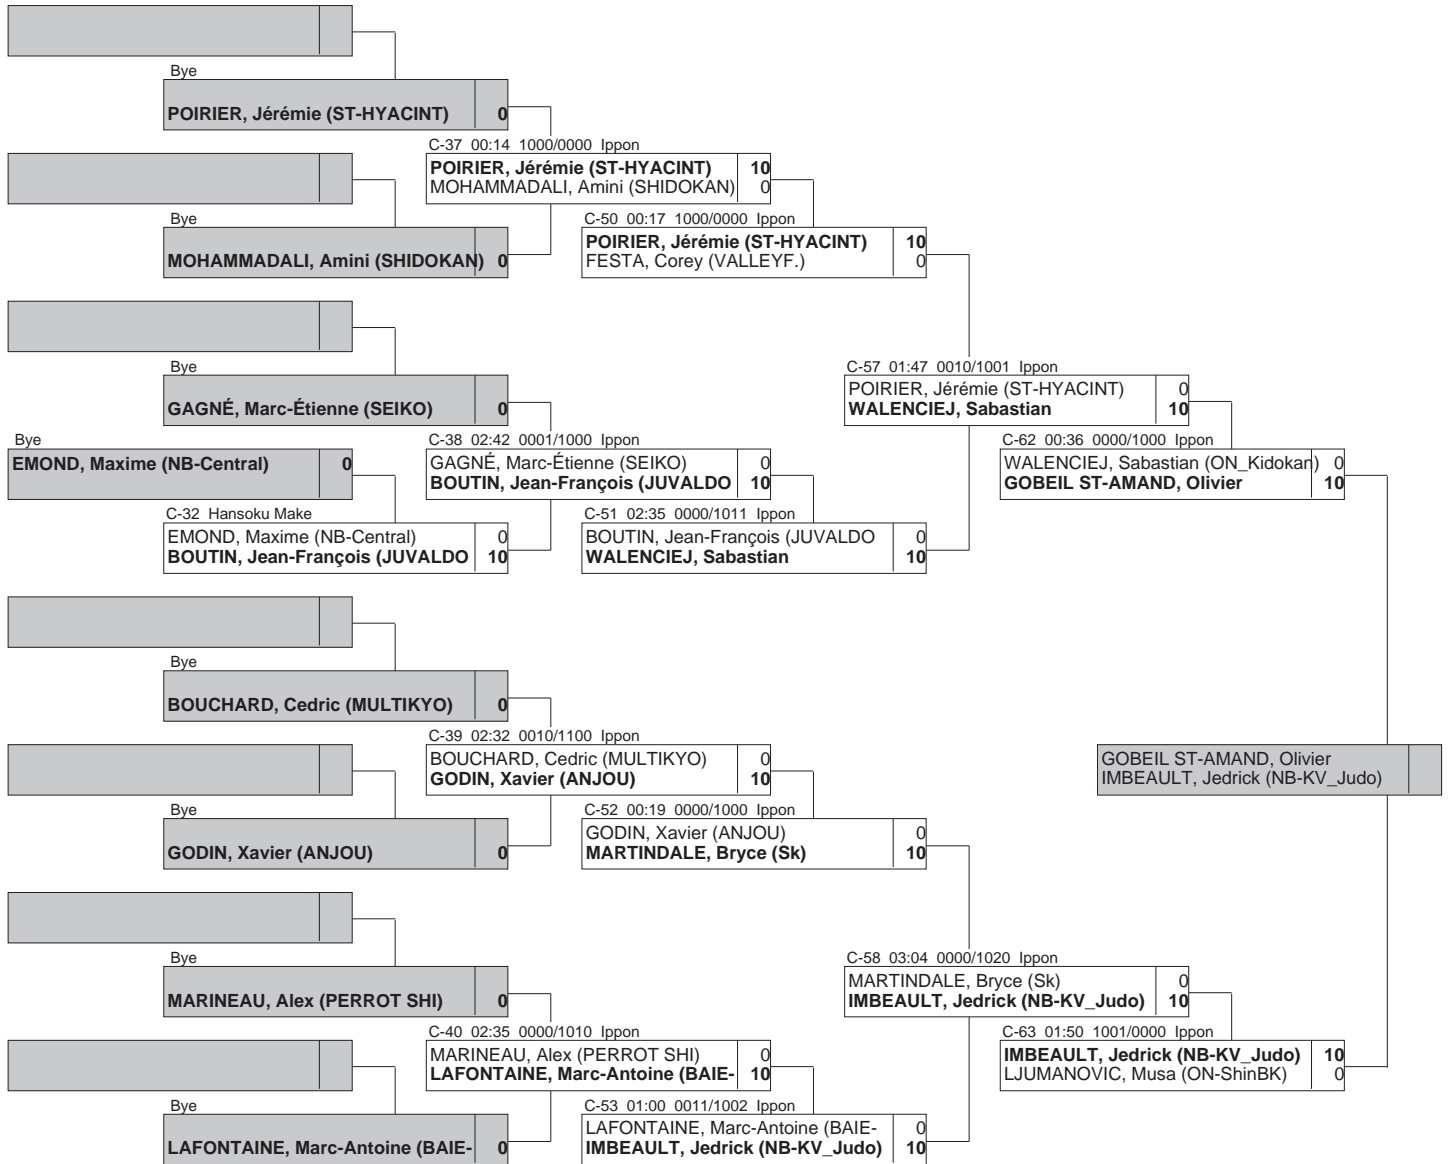 Bye
POIRIER, Jérémie (ST-HYACINT) 0
C-37 00:14 1000/0000 Ippon
POIRIER, Jérémie (ST-HYACINT) 10
MOHAMMADALI, Amini (SHIDOKAN) 0
Bye
MOHAMMADALI, Amini (SHIDOKAN) 0
C-50 00:17 1000/0000 Ippon
POIRIER, Jérémie (ST-HYACINT) 10
FESTA, Corey (VALLEYF.) 0
Bye
GAGNÉ, Marc-Étienne (SEIKO) 0
C-57 01:47 0010/1001 Ippon
POIRIER, Jérémie (ST-HYACINT) 0
WALENCIEJ, Sabastian 10
Bye
EMOND, Maxime (NB-Central) 0
C-38 02:42 0001/1000 Ippon
GAGNÉ, Marc-Étienne (SEIKO) 0
BOUTIN, Jean-François (JUVALDO 10
C-62 00:36 0000/1000 Ippon
WALENCIEJ, Sabastian (ON_Kidokan) 0
GOBEIL ST-AMAND, Olivier 10
C-32 Hansoku Make
EMOND, Maxime (NB-Central) 0
BOUTIN, Jean-François (JUVALDO 10
C-51 02:35 0000/1011 Ippon
BOUTIN, Jean-François (JUVALDO 0
WALENCIEJ, Sabastian 10
Bye
BOUCHARD, Cedric (MULTIKYO) 0
C-39 02:32 0010/1100 Ippon
BOUCHARD, Cedric (MULTIKYO) 0
GODIN, Xavier (ANJOU) 10
GOBEIL ST-AMAND, Olivier
IMBEAULT, Jedrick (NB-KV_Judo)
Bye
GODIN, Xavier (ANJOU) 0
C-52 00:19 0000/1000 Ippon
GODIN, Xavier (ANJOU) 0
MARTINDALE, Bryce (Sk) 10
Bye
MARINEAU, Alex (PERROT SHI) 0
C-58 03:04 0000/1020 Ippon
MARTINDALE, Bryce (Sk) 0
IMBEAULT, Jedrick (NB-KV_Judo) 10
C-40 02:35 0000/1010 Ippon
MARINEAU, Alex (PERROT SHI) 0
LAFONTAINE, Marc-Antoine (BAIE- 10
C-63 01:50 1001/0000 Ippon
IMBEAULT, Jedrick (NB-KV_Judo) 10
LJUMANOVIC, Musa (ON-ShinBK) 0
Bye
LAFONTAINE, Marc-Antoine (BAIE- 0
C-53 01:00 0011/1002 Ippon
LAFONTAINE, Marc-Antoine (BAIE- 0
IMBEAULT, Jedrick (NB-KV_Judo) 10